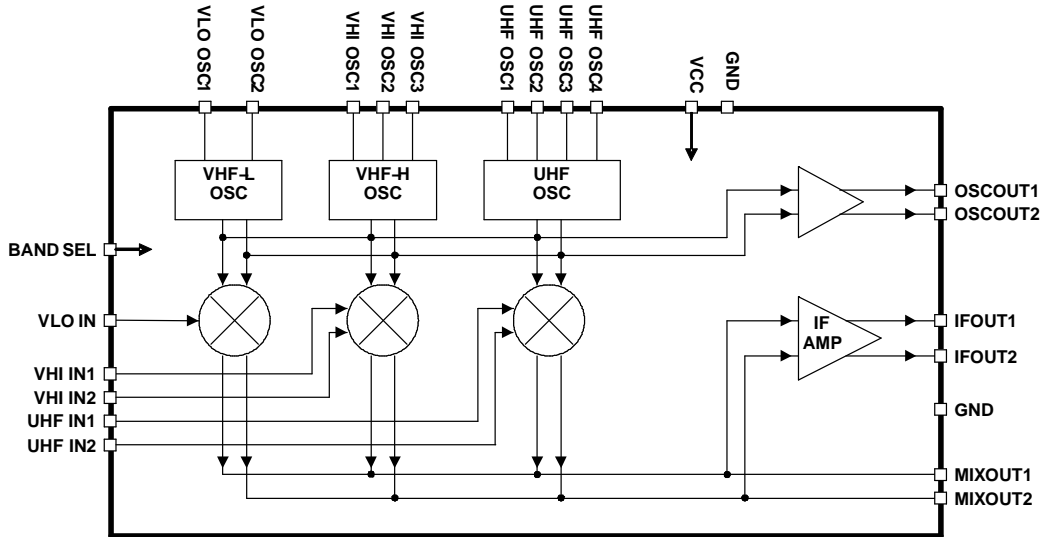 VLO OSC1
VLO OSC2
VHI OSC1
VHI OSC2
VHI OSC3
UHF OSC1
UHF OSC2
UHF OSC3
UHF OSC4
VCC
GND
VHF-L
OSC
VHF-H
OSC
UHF
OSC
OSCOUT1
OSCOUT2
BAND SEL
VLO IN
IF
AMP
IFOUT1
IFOUT2
VHI IN1
VHI IN2
UHF IN1
UHF IN2
GND
MIXOUT1
MIXOUT2